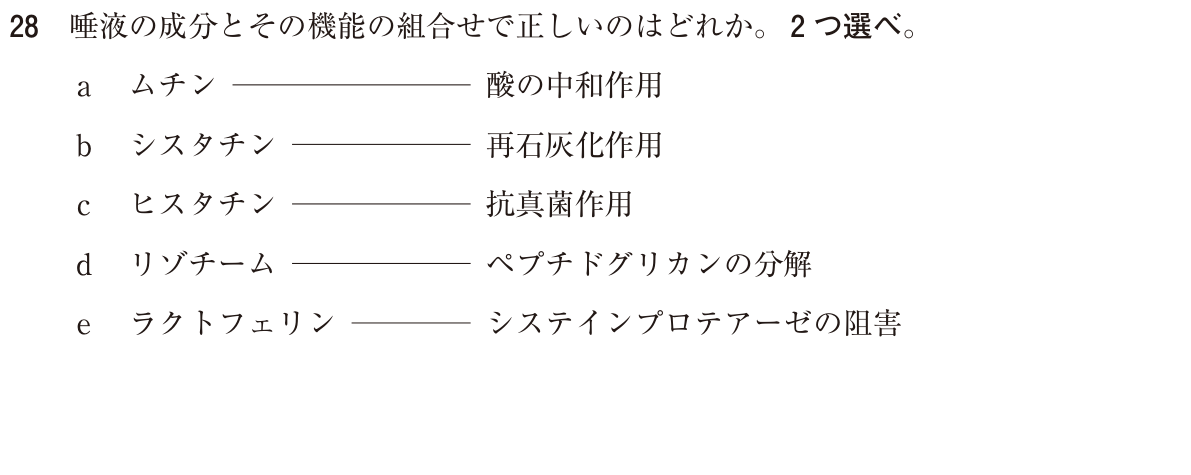 28 唾液の成分とその機能の組合せで正しいのはどれか。2つ選べ。
a ムチン ―――― 酸の中和作用
b シスタチン ―――― 再石灰化作用
c ヒスタチン ―――― 抗真菌作用
d リゾチーム ―――― ペプチドグリカンの分解
e ラクトフェリン ―――― システインプロテアーゼの阻害